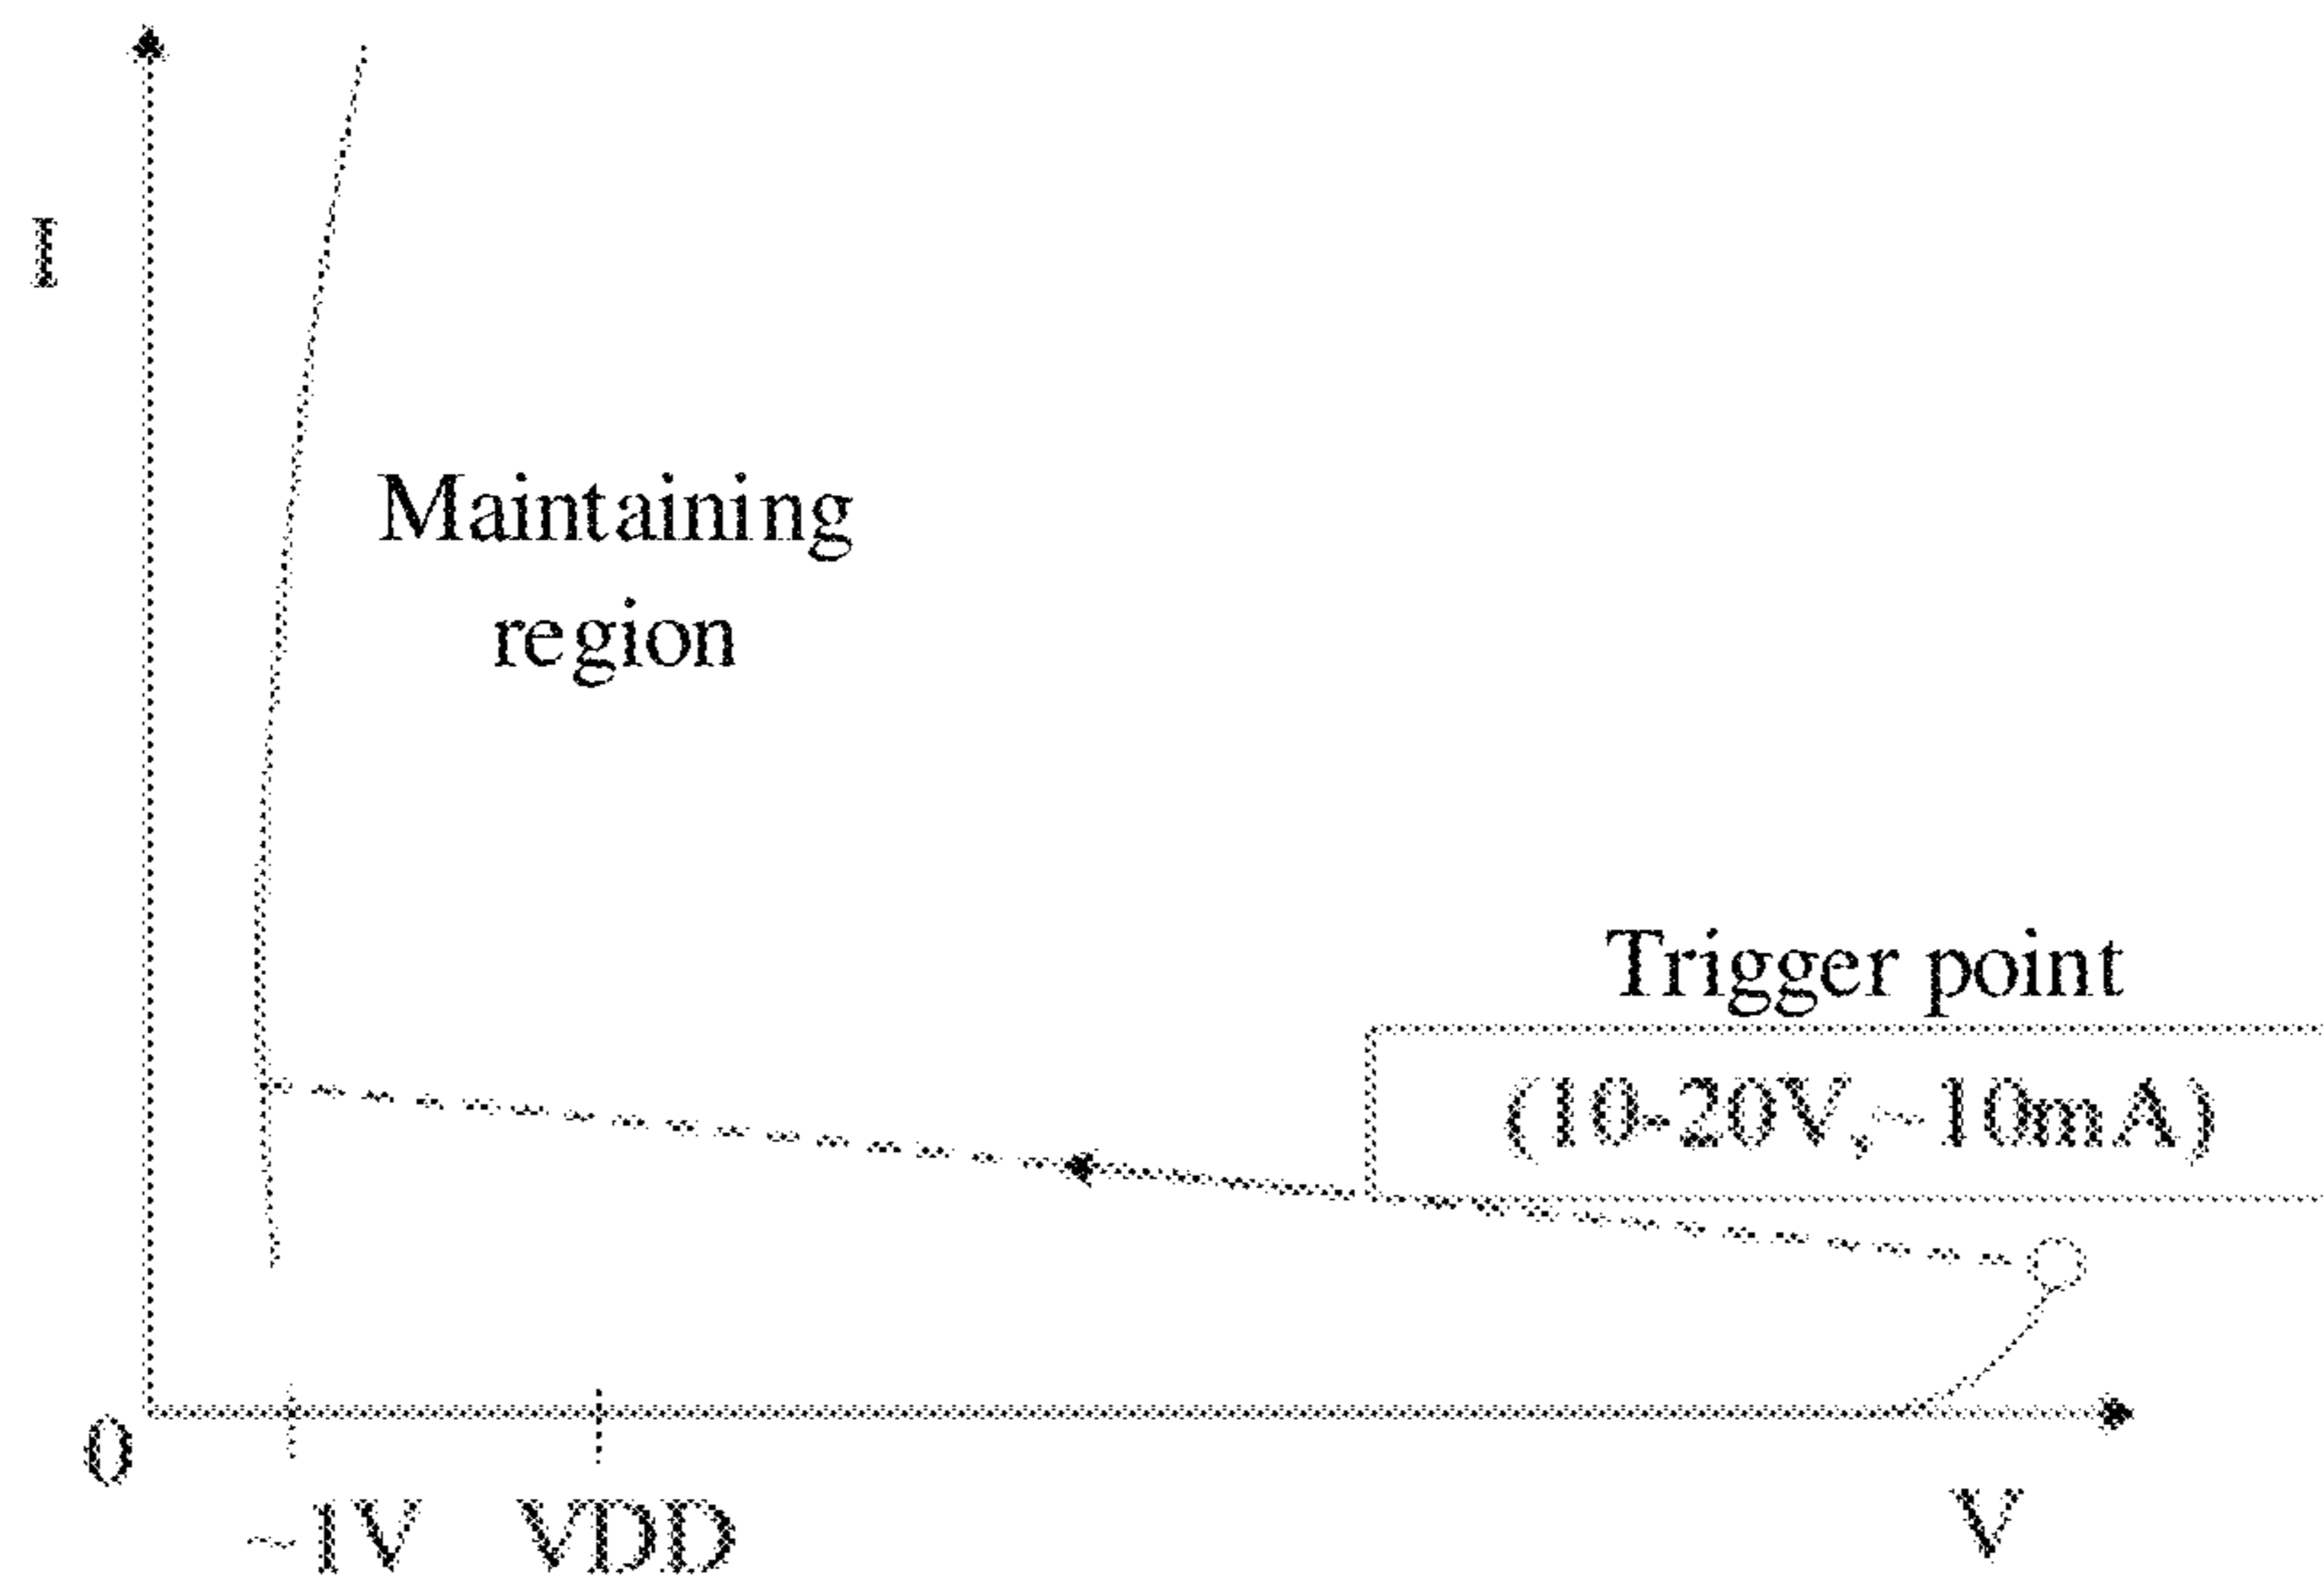 I
Maintaining
region
Trigger point
(10-20V,~10mA)
0
~1V
VDD
V